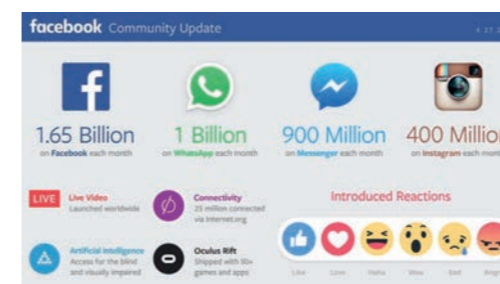 facebook Community Update
1.65 Billion
on Facebook each month
1 Billion
on WhatsApp each month
900 Million
on Messenger each month
400 Millio
on Instagram each mont
LIVE
Live Video
Launched worldwide
Connectivity
25 million connected
via Internet.org
Artificial Intelligence
Access for the blind
and visually impaired
Oculus Rift
Shipped with 50+
games and apps
Introduced Reactions
Like Love Haha Wow Sad